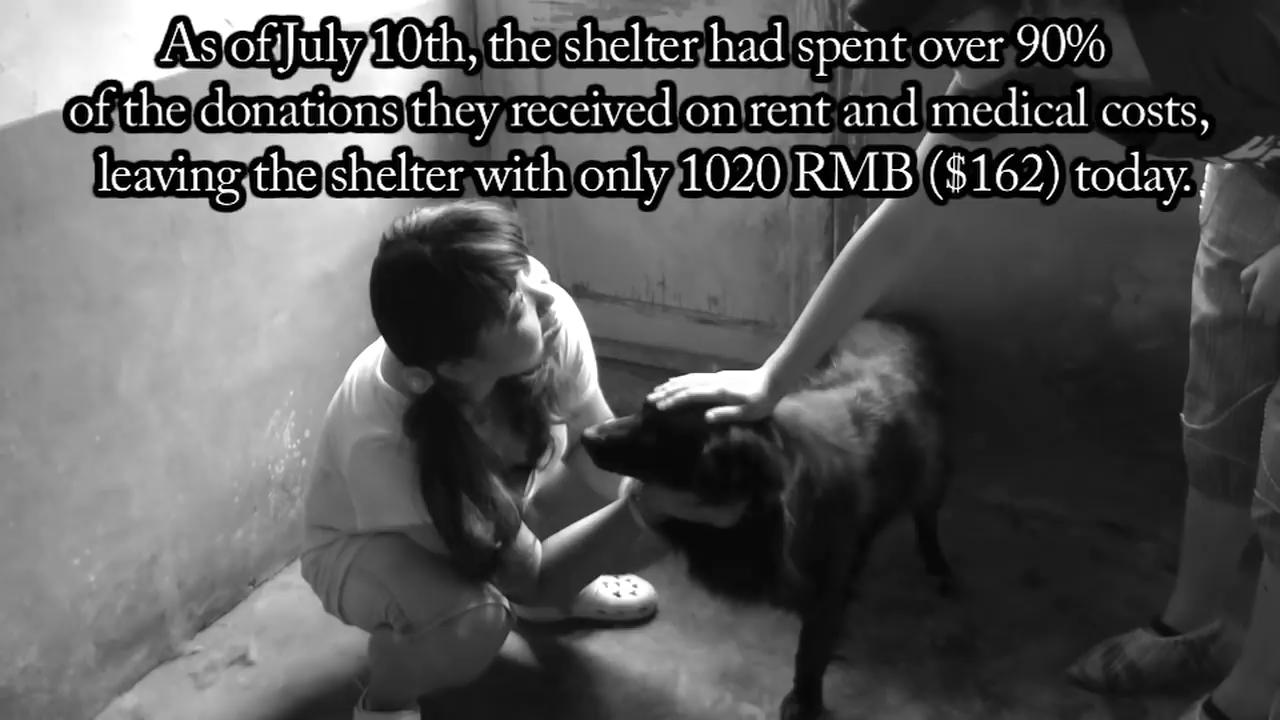 As of July 10th, the shelter had spent over 90%
of the donations they received on rent and medical costs,
leaving the shelter with only 1020 RMB ($162) today.